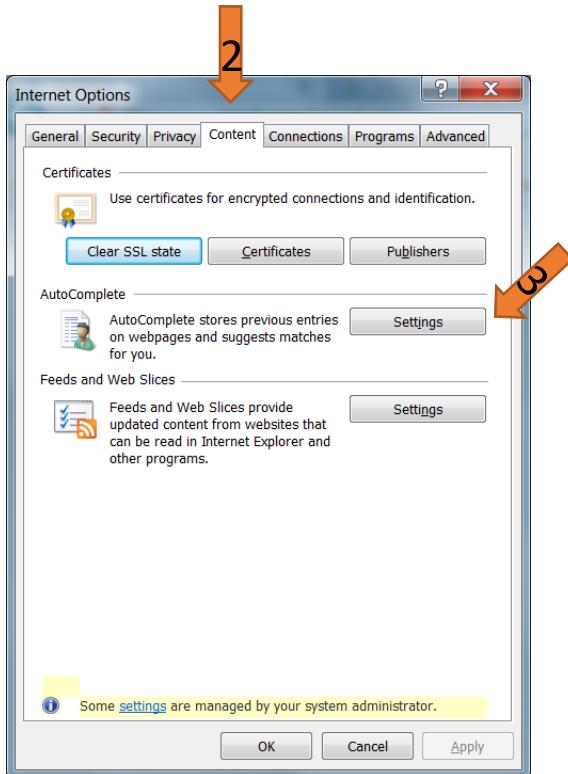 2
Internet Options
General Security Privacy Content Connections Programs Advanced
Certificates
Use certificates for encrypted connections and identification.
Clear SSL state Certificates Publishers
3
AutoComplete
AutoComplete stores previous entries
on webpages and suggests matches
for you.
Settings
Feeds and Web Slices
Feeds and Web Slices provide
updated content from websites that
can be read in Internet Explorer and
other programs.
Settings
Some settings are managed by your system administrator.
OK Cancel Apply